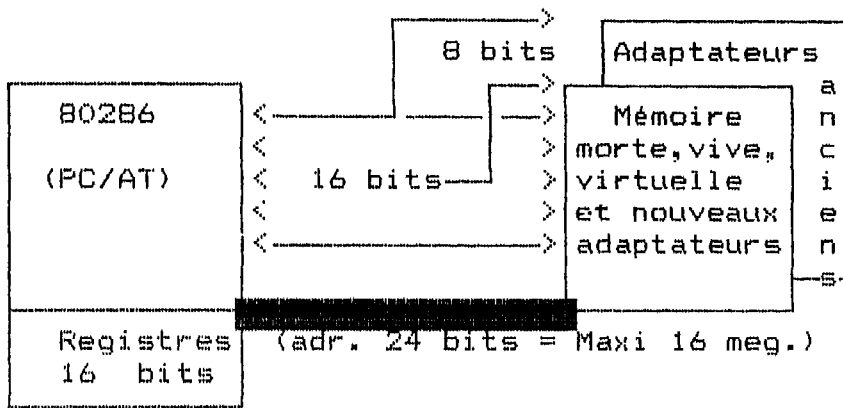 8 bits
Adaptateurs
anciens
80286
(PC/AT)
16 bits
Mémoire
morte,vive,
virtuelle
et nouveaux
adaptateurs
Registres
16 bits
(adr. 24 bits = Maxi 16 meg.)